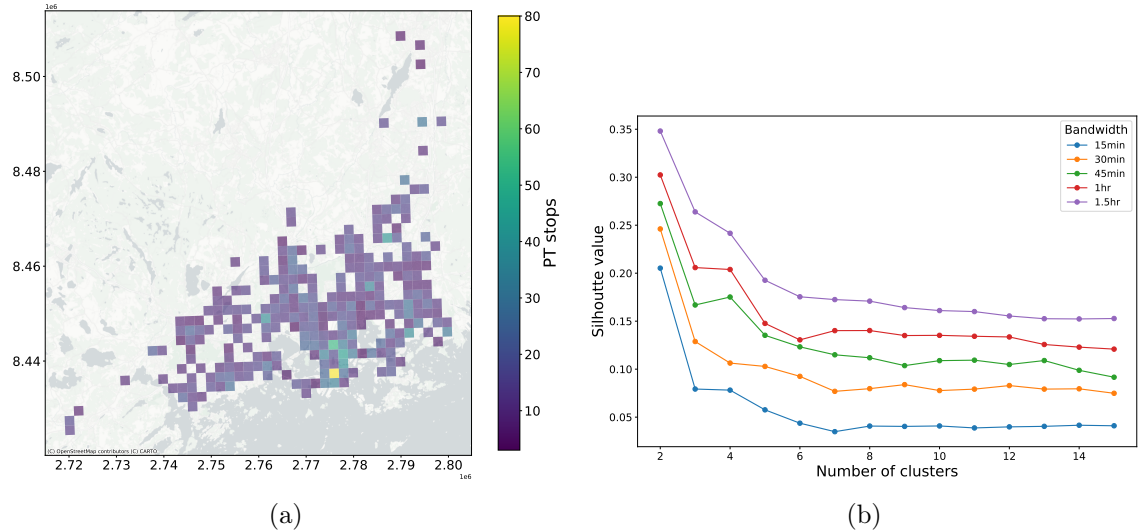 1e6
8.50
8.48
8.46
8.44
(C) OpenStreetMap contributors (C) CARTO
2.72 2.73 2.74 2.75 2.76 2.77 2.78 2.79 2.80
1e6
80
70
60
50
40
30
20
10
PT stops
(a)
0.35
0.30
0.25
0.20
0.15
0.10
0.05
Silhoutte value
Bandwidth
15min
30min
45min
1hr
1.5hr
2 4 6 8 10 12 14
Number of clusters
(b)